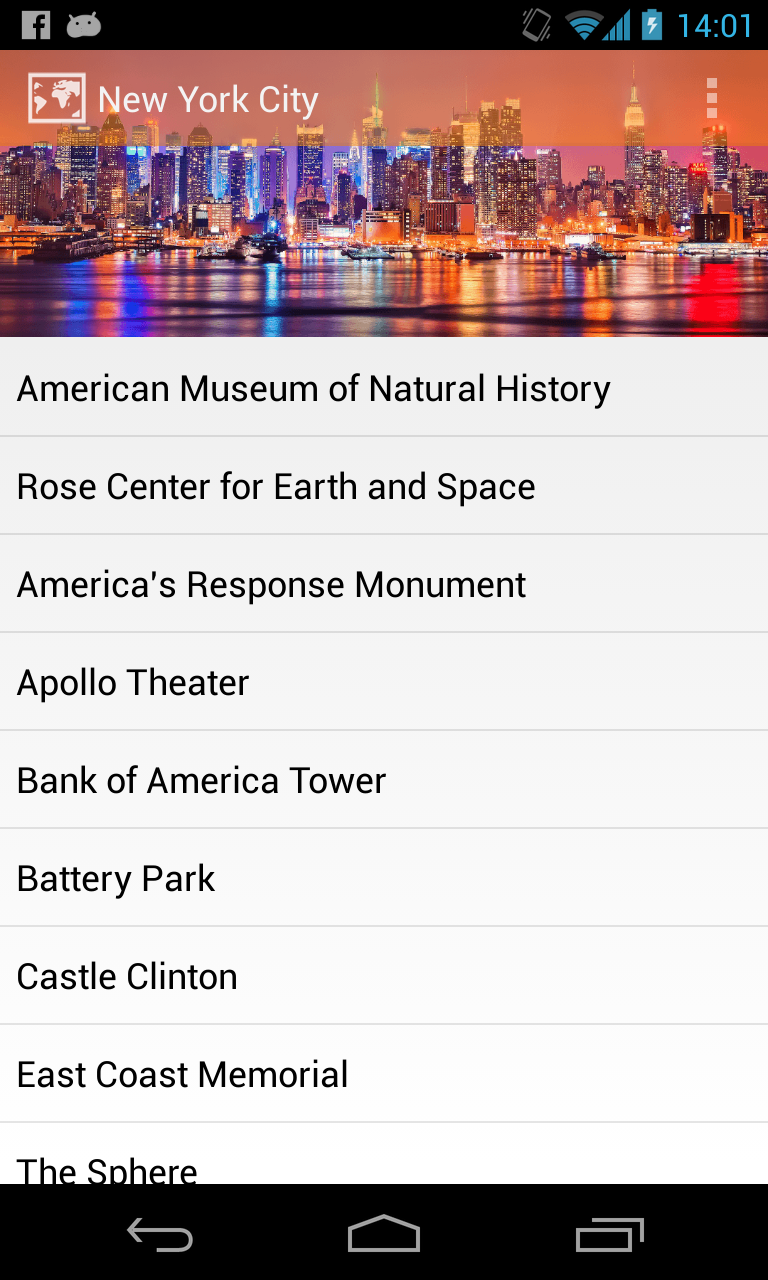 14:01
New York City
American Museum of Natural History
Rose Center for Earth and Space
America's Response Monument
Apollo Theater
Bank of America Tower
Battery Park
Castle Clinton
East Coast Memorial
The Sphere